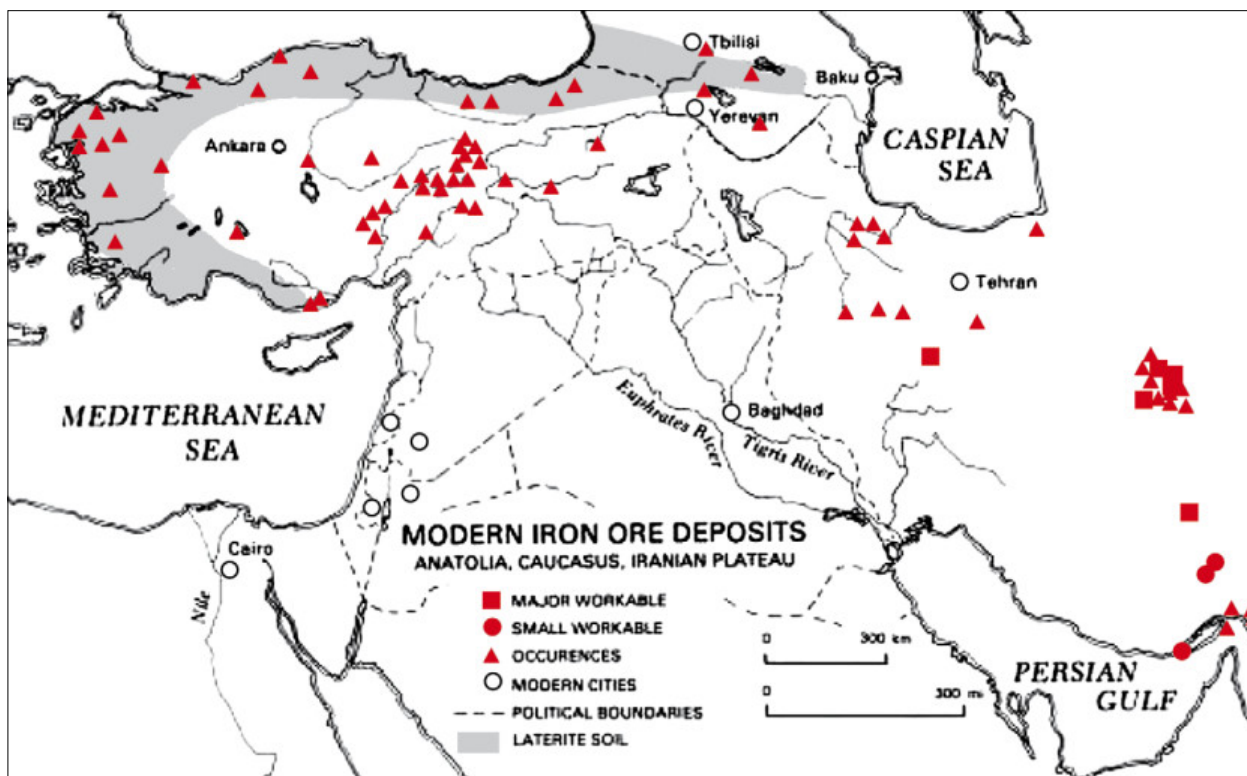 Tbilisi
Baku
Yerevan
Ankara
CASPIAN
SEA
Tehran
MEDITERRANEAN
SEA
Euphrates River
Baghdad
Tigris River
Cairo
Nile
MODERN IRON ORE DEPOSITS
ANATOLIA, CAUCASUS, IRANIAN PLATEAU
MAJOR WORKABLE
SMALL WORKABLE
OCCURENCES
MODERN CITIES
POLITICAL BOUNDARIES
LATERITE SOIL
0 300 km
0 300 mi
PERSIAN
GULF